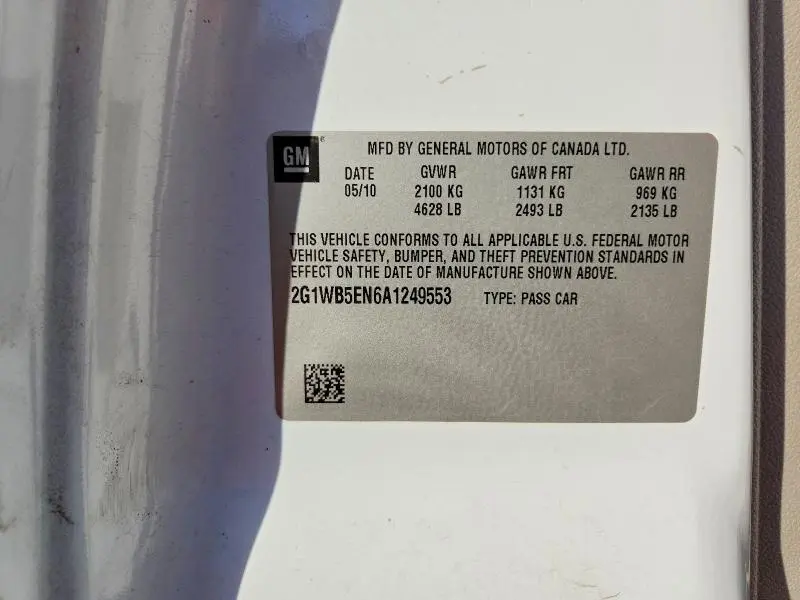 GM
MFD BY GENERAL MOTORS OF CANADA LTD.
DATE GVWR GAWR FRT GAWR RR
05/10 2100 KG 1131 KG 969 KG
4628 LB 2493 LB 2135 LB
THIS VEHICLE CONFORMS TO ALL APPLICABLE U.S. FEDERAL MOTOR
VEHICLE SAFETY, BUMPER, AND THEFT PREVENTION STANDARDS IN
EFFECT ON THE DATE OF MANUFACTURE SHOWN ABOVE.
2G1WB5EN6A1249553 TYPE: PASS CAR